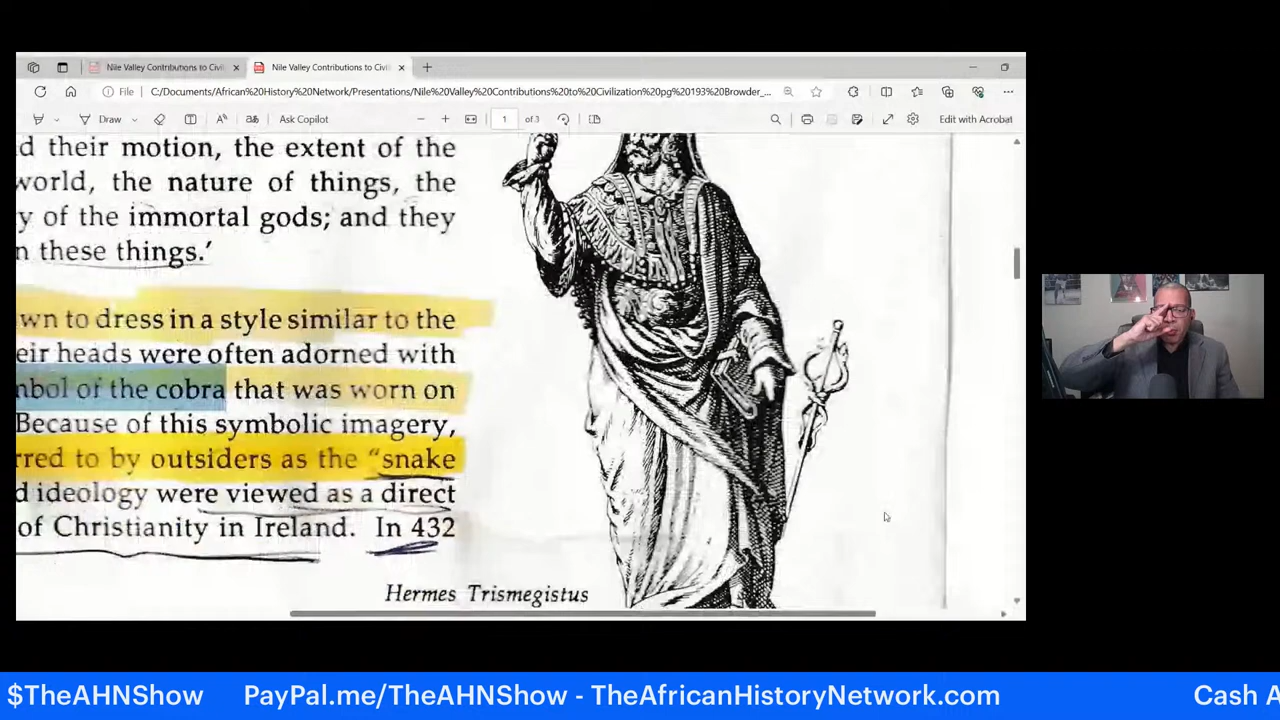 Nile Valley Contributions to Civili
Nile Valley Contributions to Civili
File
C:/Documents/African%20History%20Network/Presentations/Nile%20Valley%20Contributions%20to%20Civilization%20pg%20193%20Browder_...
Draw
Ask Copilot
1 of 3
Edit with Acrobat
d their motion, the extent of the
world, the nature of things, the
y of the immortal gods; and they
n these things.'
wn to dress in a style similar to the
eir heads were often adorned with
nbol of the cobra that was worn on
Because of this symbolic imagery,
rred to by outsiders as the "snake
d ideology were viewed as a direct
of Christianity in Ireland. In 432
Hermes Trismegistus
$TheAHNShow PayPal.me/TheAHNShow - TheAfricanHistoryNetwork.com Cash A